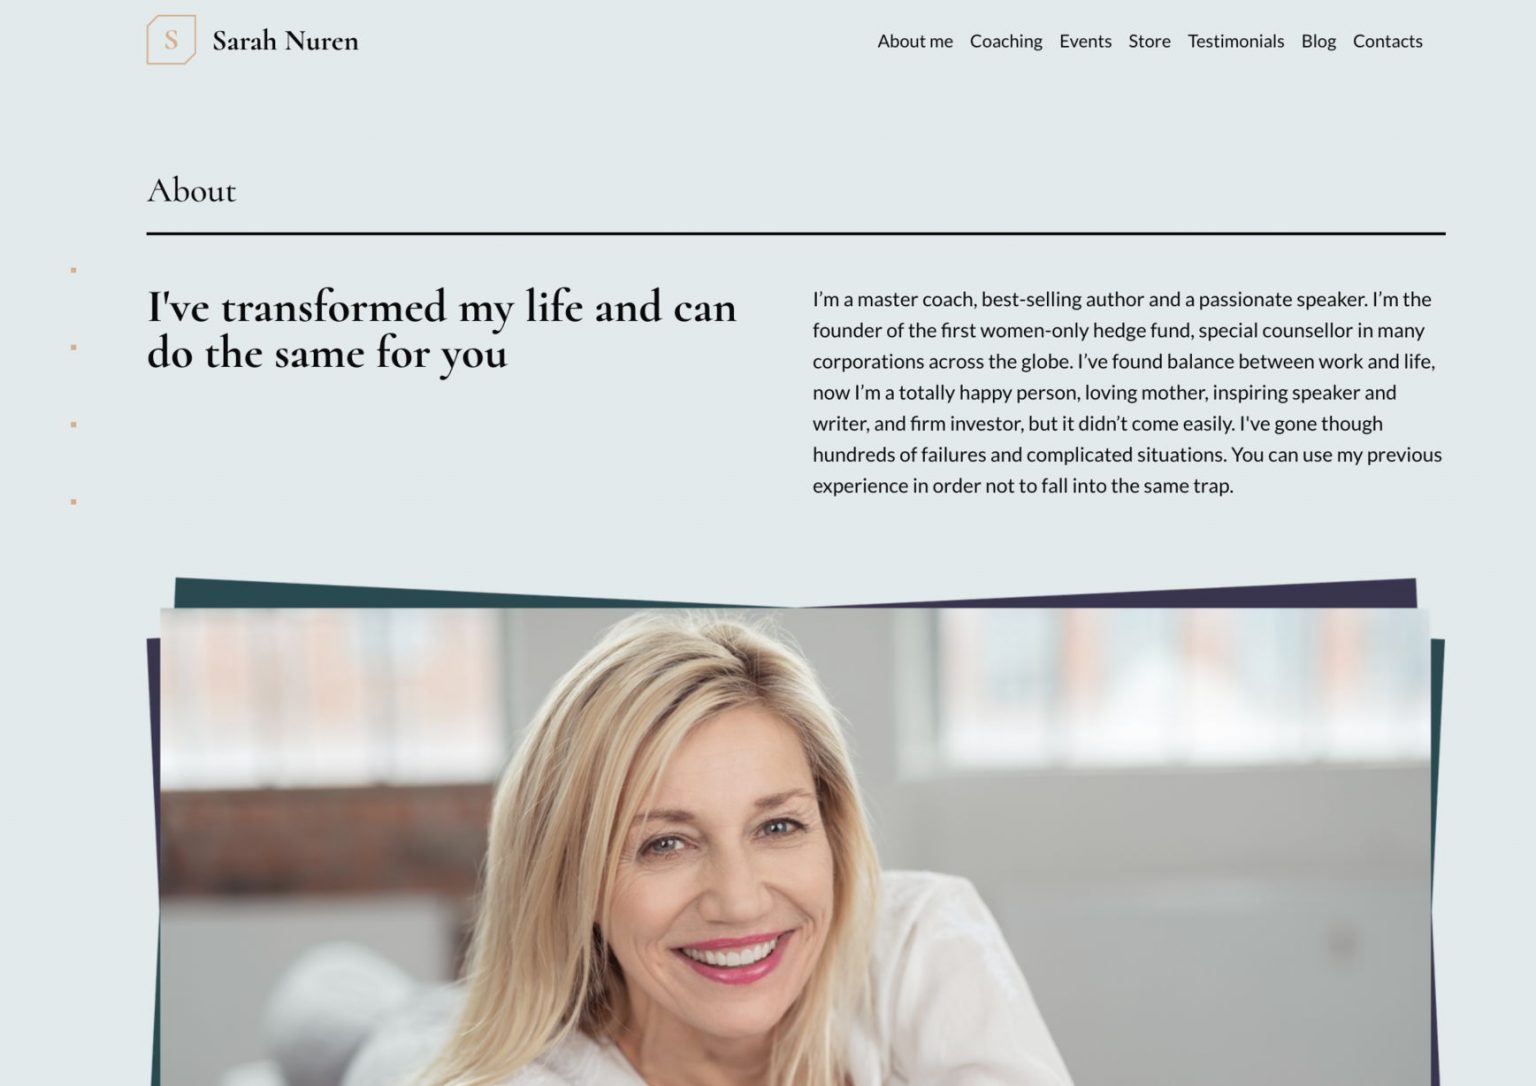 S
Sarah Nuren
About me Coaching Events Store Testimonials Blog Contacts
About
I've transformed my life and can
do the same for you
I’m a master coach, best-selling author and a passionate speaker. I’m the
founder of the first women-only hedge fund, special counsellor in many
corporations across the globe. I’ve found balance between work and life,
now I’m a totally happy person, loving mother, inspiring speaker and
writer, and firm investor, but it didn’t come easily. I've gone though
hundreds of failures and complicated situations. You can use my previous
experience in order not to fall into the same trap.